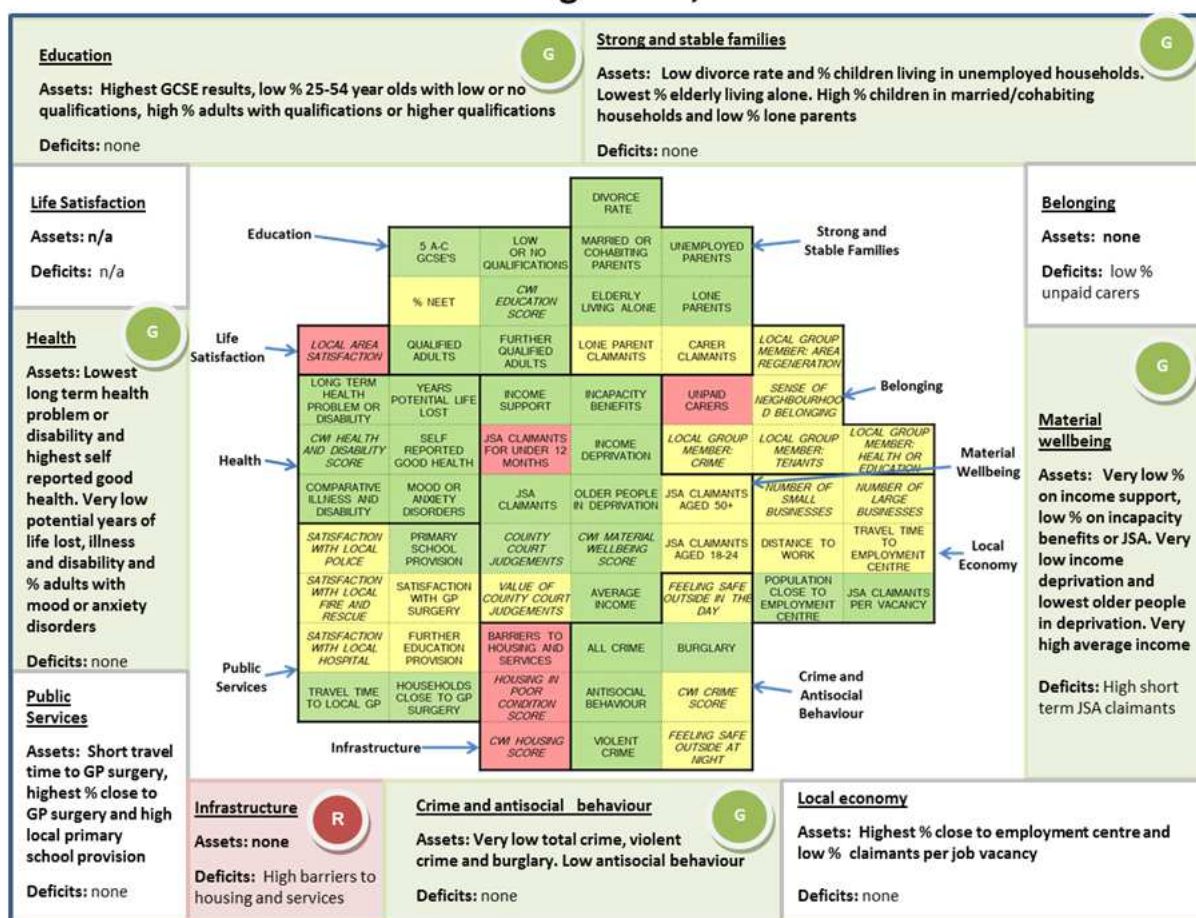 Education
Assets: Highest GCSE results, low % 25-54 year olds with low or no
qualifications, high % adults with qualifications or higher qualifications
Deficits: none
G
Strong and stable families
Assets: Low divorce rate and % children living in unemployed households.
Lowest % elderly living alone. High % children in married/cohabiting
households and low % lone parents
Deficits: none
G
Life Satisfaction
Assets: n/a
Deficits: n/a
Health
G
Assets: Lowest
long term health
problem or
disability and
highest self
reported good
health. Very low
potential years of
life lost, illness
and disability and
% adults with
mood or anxiety
disorders
Deficits: none
Public
Services
Assets: Short travel
time to GP surgery,
highest % close to
GP surgery and high
local primary
school provision
Deficits: none
Education
Life
Satisfaction
Health
Public
Services
Infrastructure
DIVORCE
RATE
5 A-C
GCSE'S
LOW
OR NO
QUALIFICATIONS
MARRIED OR
COHABITING
PARENTS
UNEMPLOYED
PARENTS
% NEET
CWI
EDUCATION
SCORE
ELDERLY
LIVING ALONE
LONE
PARENTS
LOCAL AREA
SATISFACTION
QUALIFIED
ADULTS
FURTHER
QUALIFIED
ADULTS
LONE PARENT
CLAIMANTS
CARER
CLAIMANTS
LOCAL GROUP
MEMBER: AREA
REGENERATION
LONG TERM
HEALTH
PROBLEM OR
DISABILITY
YEARS
POTENTIAL LIFE
LOST
INCOME
SUPPORT
INCAPACITY
BENEFITS
UNPAID
CARERS
SENSE OF
NEIGHBOURHOO
D BELONGING
CWI HEALTH
AND DISABILITY
SCORE
SELF
REPORTED
GOOD HEALTH
JSA CLAIMANTS
FOR UNDER 12
MONTHS
INCOME
DEPRIVATION
LOCAL GROUP
MEMBER:
CRIME
LOCAL GROUP
MEMBER:
TENANTS
LOCAL GROUP
MEMBER:
HEALTH OR
EDUCATION
COMPARATIVE
ILLNESS AND
DISABILITY
MOOD OR
ANXIETY
DISORDERS
JSA
CLAIMANTS
OLDER PEOPLE
IN DEPRIVATION
JSA CLAIMANTS
AGED 50+
NUMBER OF
SMALL
BUSINESSES
NUMBER OF
LARGE
BUSINESSES
SATISFACTION
WITH LOCAL
POLICE
PRIMARY
SCHOOL
PROVISION
COUNTY
COURT
JUDGEMENTS
CWI MATERIAL
WELLBEING
SCORE
JSA CLAIMANTS
AGED 18-24
DISTANCE TO
WORK
TRAVEL TIME
TO
EMPLOYMENT
CENTRE
SATISFACTION
WITH LOCAL
FIRE AND
RESCUE
SATISFACTION
WITH GP
SURGERY
VALUE OF
COUNTY COURT
JUDGEMENTS
AVERAGE
INCOME
FEELING SAFE
OUTSIDE IN THE
DAY
POPULATION
CLOSE TO
EMPLOYMENT
CENTRE
JSA CLAIMANTS
PER VACANCY
SATISFACTION
WITH LOCAL
HOSPITAL
FURTHER
EDUCATION
PROVISION
BARRIERS TO
HOUSING AND
SERVICES
ALL CRIME
BURGLARY
TRAVEL TIME
TO LOCAL GP
HOUSEHOLDS
CLOSE TO GP
SURGERY
HOUSING IN
POOR
CONDITION
SCORE
ANTISOCIAL
BEHAVIOUR
CWI CRIME
SCORE
CWI HOUSING
SCORE
VIOLENT
CRIME
FEELING SAFE
OUTSIDE AT
NIGHT
Strong and
Stable Families
Belonging
Material
Wellbeing
Local
Economy
Crime and
Antisocial
Behaviour
Belonging
Assets: none
Deficits: low %
unpaid carers
G
Material
wellbeing
Assets: Very low %
on income support,
low % on incapacity
benefits or JSA. Very
low income
deprivation and
lowest older people
in deprivation. Very
high average income
Deficits: High short
term JSA claimants
Infrastructure
R
Assets: none
Deficits: High barriers to
housing and services
Crime and antisocial behaviour
G
Assets: Very low total crime, violent
crime and burglary. Low antisocial behaviour
Deficits: none
Local economy
Assets: Highest % close to employment centre and
low % claimants per job vacancy
Deficits: none